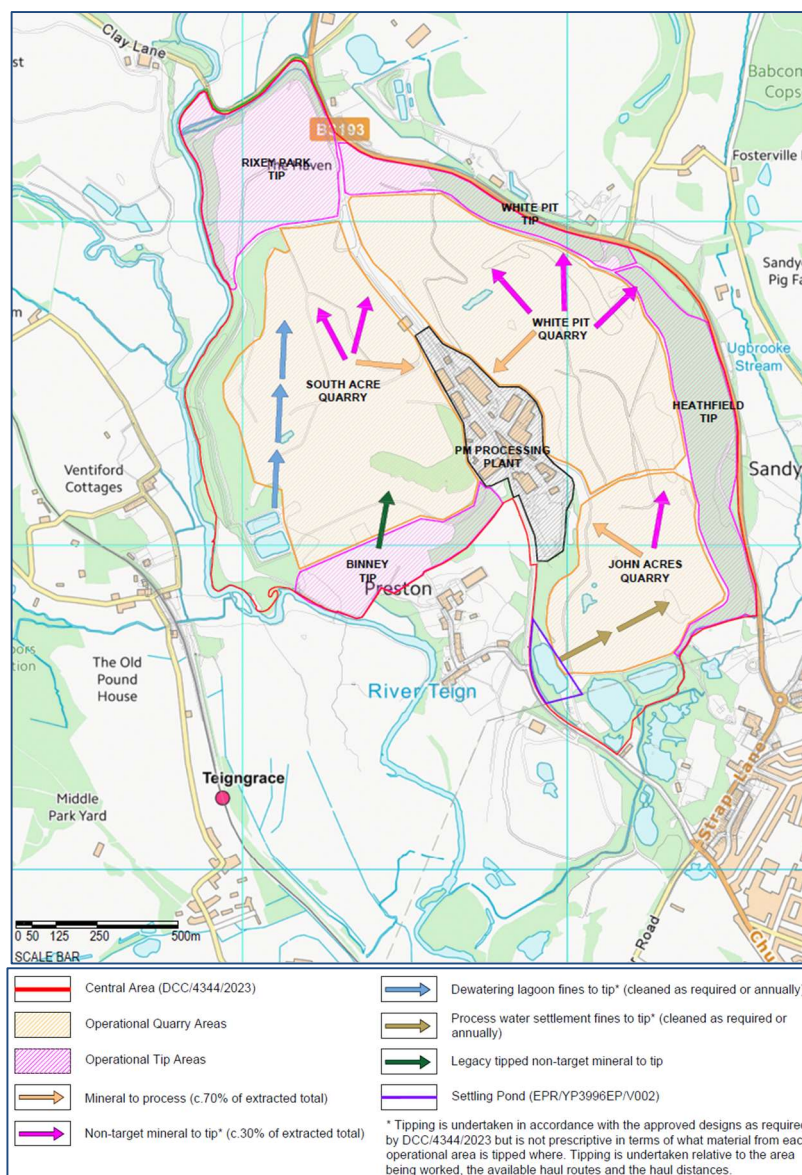 Clay Lane
st
Babcom
Cops
B3193
RIXEY PARK
TIP
The Haven
Fosterville
WHITE PIT
TIP
Sandy
Pig Fa
m
WHITE PIT
QUARRY
Ugbrooke
Stream
SOUTH ACRE
QUARRY
HEATHFIELD
TIP
PM PROCESSING
PLANT
Ventiford
Cottages
Sandy
BINNEY
TIP
JOHN ACRES
QUARRY
Preston
ors
ation
The Old
Pound
House
River Teign
Teigngrace
Middle
Park Yard
Strap Lane
Road
Chu
0 50 125 250 500m
SCALE BAR
Central Area (DCC/4344/2023)
Operational Quarry Areas
Operational Tip Areas
Mineral to process (c.70% of extracted total)
Non-target mineral to tip* (c.30% of extracted total)
Dewatering lagoon fines to tip* (cleaned as required or annually)
Process water settlement fines to tip* (cleaned as required or
annually)
Legacy tipped non-target mineral to tip
Settling Pond (EPR/YP3996EP/V002)
* Tipping is undertaken in accordance with the approved designs as required
by DCC/4344/2023 but is not prescriptive in terms of what material from each
operational area is tipped where. Tipping is undertaken relative to the area
being worked, the available haul routes and the haul distances.